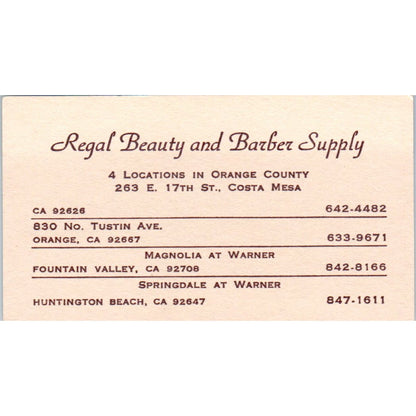 Regal Beauty and Barber Supply
4 Locations in Orange County
263 E. 17th St., Costa Mesa
CA 92626 642-4482
830 No. Tustin Ave.
Orange, CA 92667 633-9671
Magnolia at Warner
Fountain Valley, CA 92708 842-8166
Springdale at Warner
Huntington Beach, CA 92647 847-1611